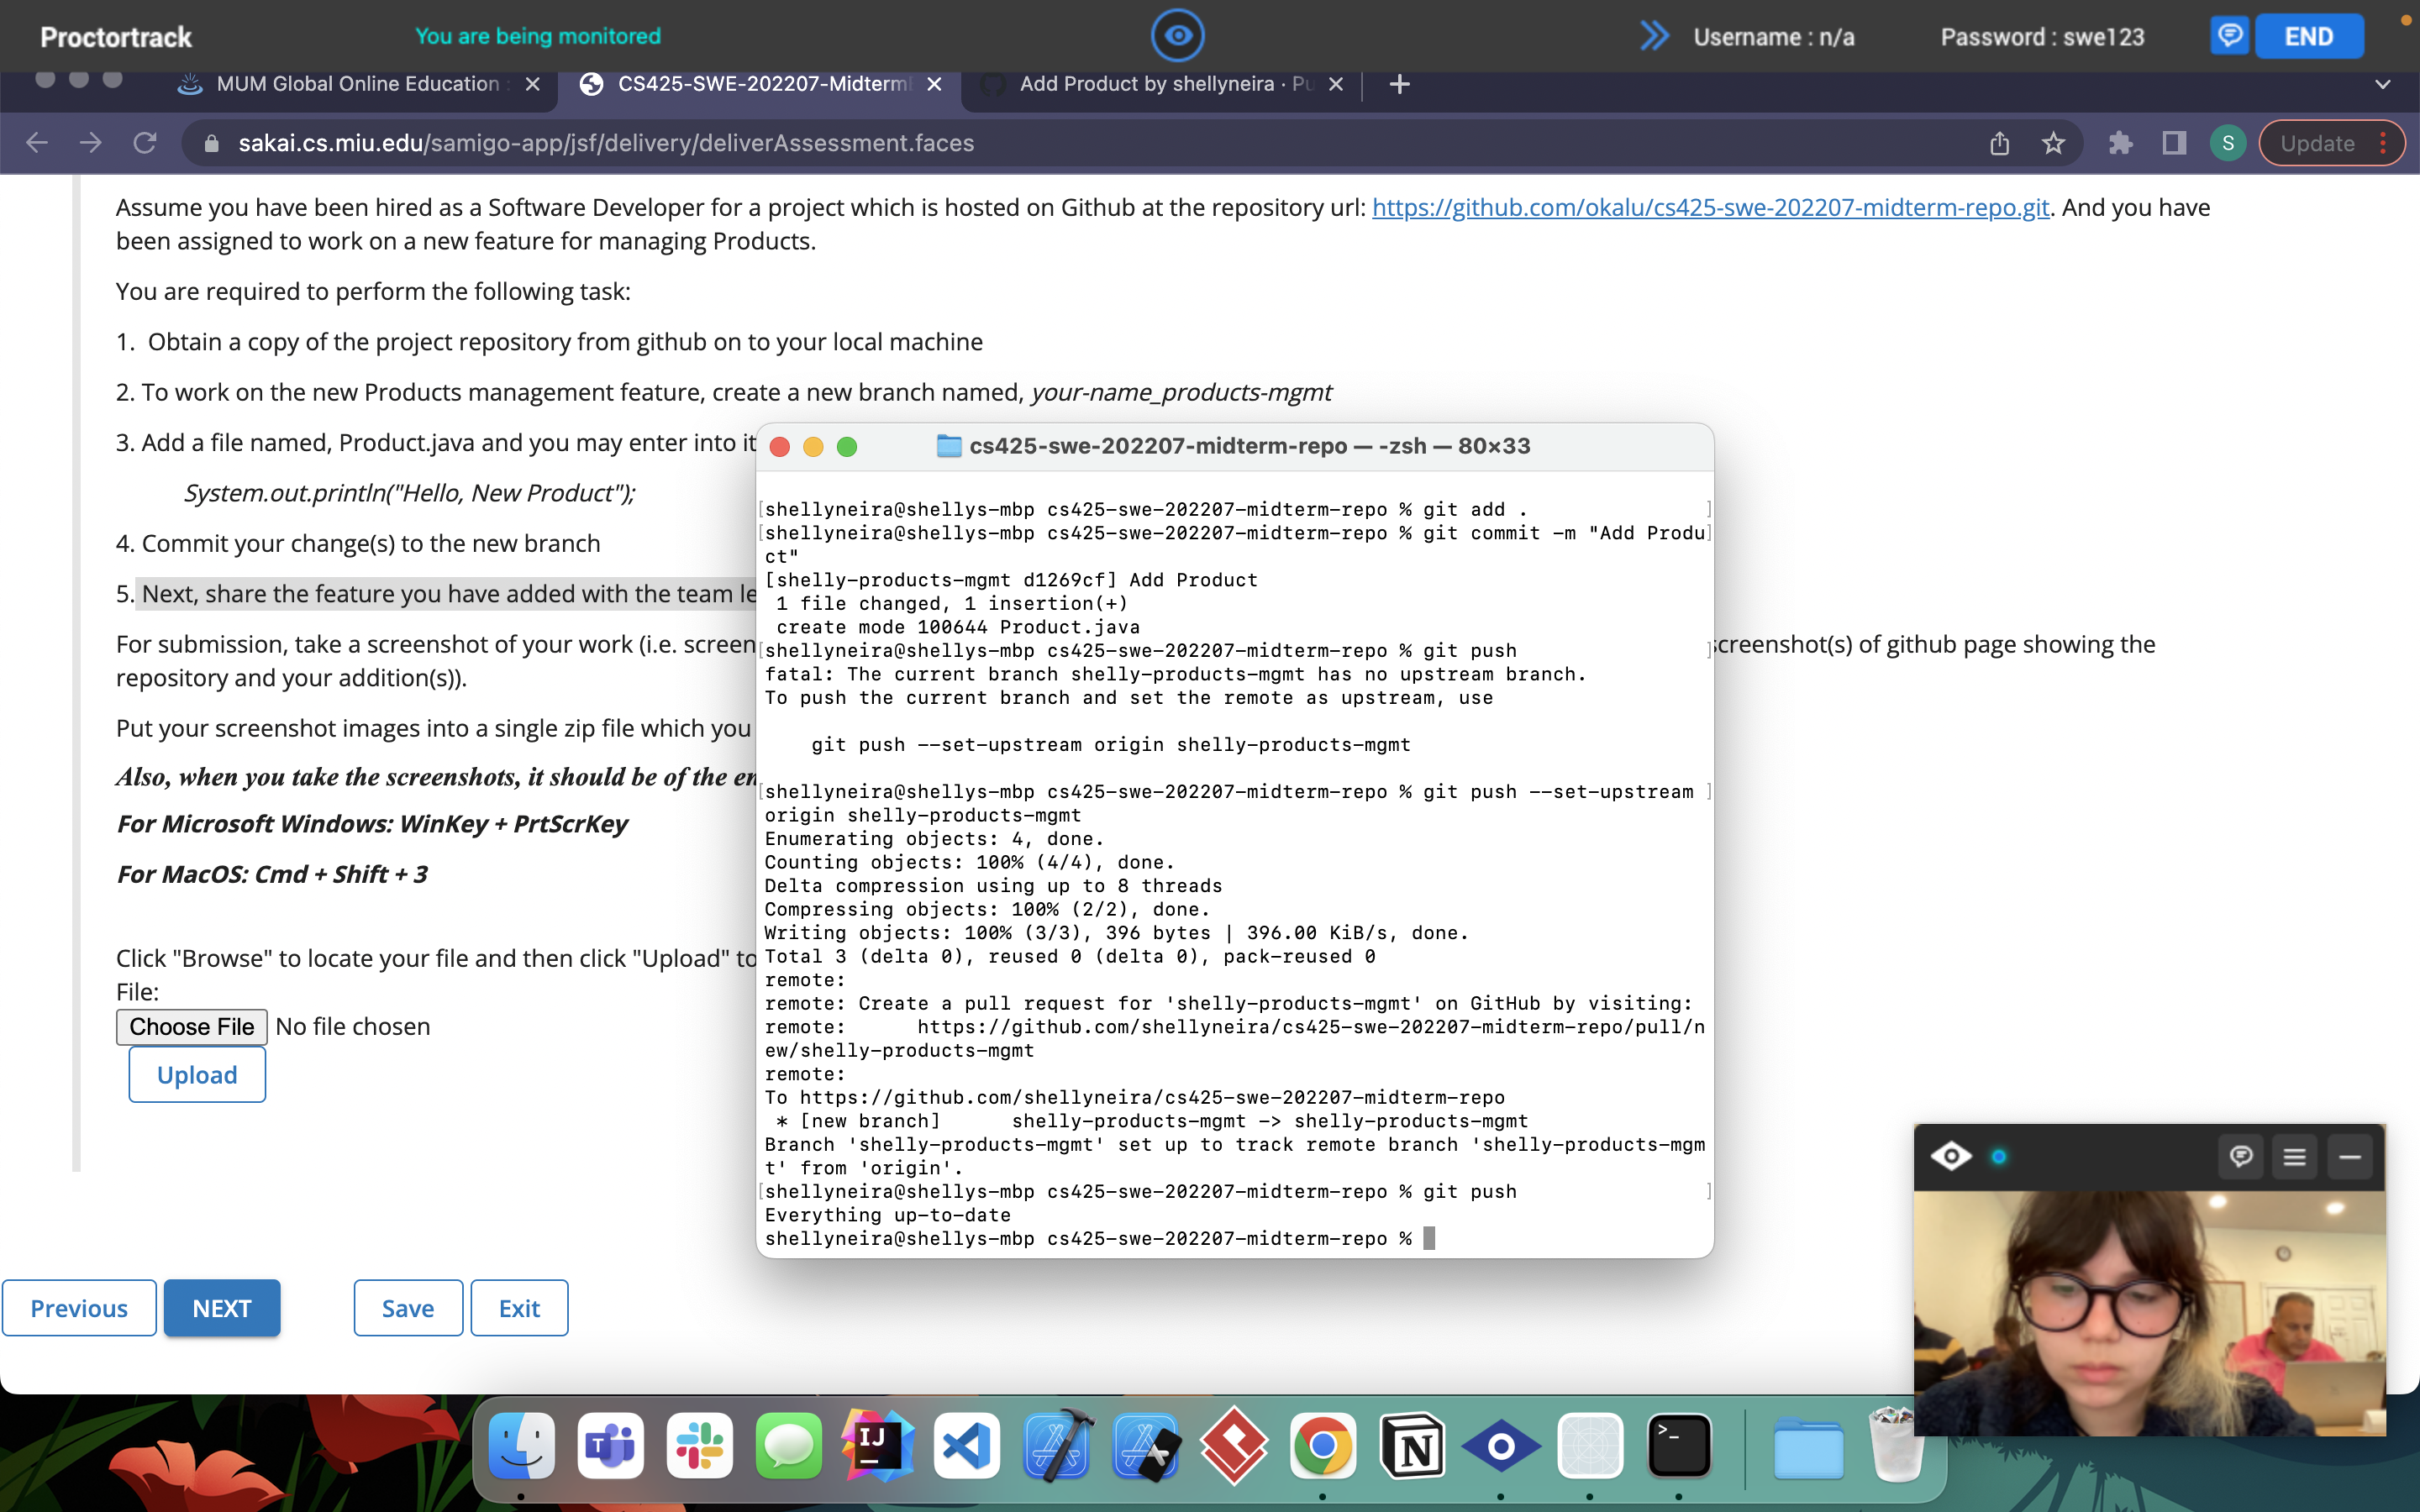 Proctortrack
You are being monitored
Username : n/a
Password : swe123
END
MUM Global Online Education
CS425-SWE-202207-Midterm
Add Product by shellyneira · Pu
sakai.cs.miu.edu/samigo-app/jsf/delivery/deliverAssessment.faces
S
Update
Assume you have been hired as a Software Developer for a project which is hosted on Github at the repository url: https://github.com/okalu/cs425-swe-202207-midterm-repo.git. And you have
been assigned to work on a new feature for managing Products.
You are required to perform the following task:
1. Obtain a copy of the project repository from github on to your local machine
2. To work on the new Products management feature, create a new branch named, your-name_products-mgmt
3. Add a file named, Product.java and you may enter into it
System.out.println("Hello, New Product");
4. Commit your change(s) to the new branch
5. Next, share the feature you have added with the team le
For submission, take a screenshot of your work (i.e. screen
screenshot(s) of github page showing the
repository and your addition(s)).
Put your screenshot images into a single zip file which you
Also, when you take the screenshots, it should be of the en
For Microsoft Windows: WinKey + PrtScrKey
For MacOS: Cmd + Shift + 3
Click "Browse" to locate your file and then click "Upload" to
File:
Choose File No file chosen
Upload
Previous
NEXT
Save
Exit
cs425-swe-202207-midterm-repo — -zsh — 80×33
[shellyneira@shellys-mbp cs425-swe-202207-midterm-repo % git add . ]
[shellyneira@shellys-mbp cs425-swe-202207-midterm-repo % git commit -m "Add Produ]
ct"
[shelly-products-mgmt d1269cf] Add Product
1 file changed, 1 insertion(+)
create mode 100644 Product.java
[shellyneira@shellys-mbp cs425-swe-202207-midterm-repo % git push ]
fatal: The current branch shelly-products-mgmt has no upstream branch.
To push the current branch and set the remote as upstream, use
git push --set-upstream origin shelly-products-mgmt
[shellyneira@shellys-mbp cs425-swe-202207-midterm-repo % git push --set-upstream ]
origin shelly-products-mgmt
Enumerating objects: 4, done.
Counting objects: 100% (4/4), done.
Delta compression using up to 8 threads
Compressing objects: 100% (2/2), done.
Writing objects: 100% (3/3), 396 bytes | 396.00 KiB/s, done.
Total 3 (delta 0), reused 0 (delta 0), pack-reused 0
remote:
remote: Create a pull request for 'shelly-products-mgmt' on GitHub by visiting:
remote: https://github.com/shellyneira/cs425-swe-202207-midterm-repo/pull/n
ew/shelly-products-mgmt
remote:
To https://github.com/shellyneira/cs425-swe-202207-midterm-repo
* [new branch] shelly-products-mgmt -> shelly-products-mgmt
Branch 'shelly-products-mgmt' set up to track remote branch 'shelly-products-mgm
t' from 'origin'.
[shellyneira@shellys-mbp cs425-swe-202207-midterm-repo % git push ]
Everything up-to-date
shellyneira@shellys-mbp cs425-swe-202207-midterm-repo %
T
IJ
N
>_